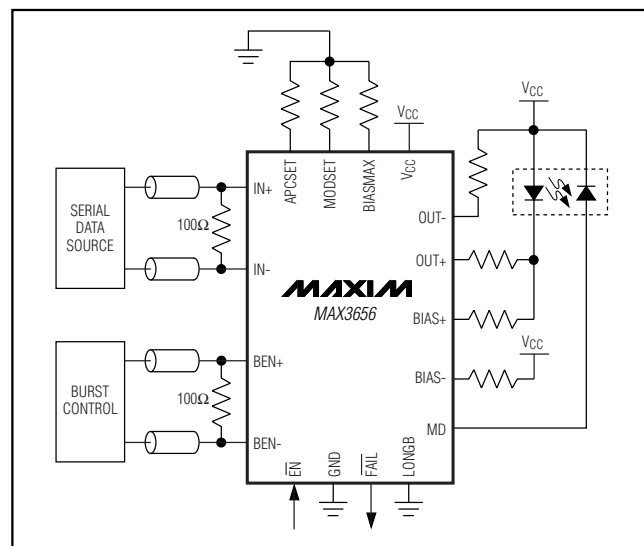 VCC
VCC
APCSET
MODSET
BIASMAX
VCC
SERIAL
DATA
SOURCE
100Ω
IN+
IN-
OUT-
OUT+
MAXIM
MAX3656
BIAS+
VCC
BURST
CONTROL
100Ω
BEN+
BEN-
BIAS-
MD
EN
GND
FAIL
LONGB